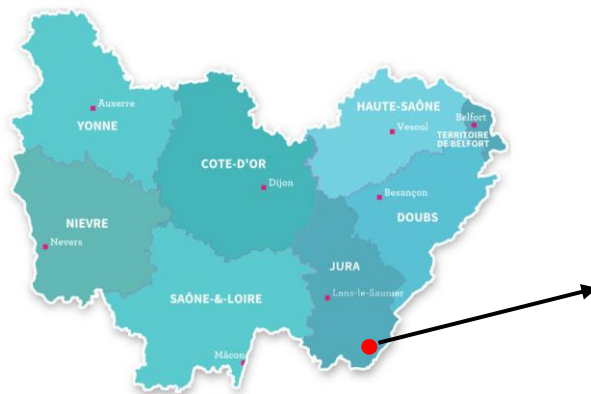 Auxerre
YONNE
HAUTE-SAÔNE
Vesoul
Belfort
TERRITOIRE
DE BELFORT
COTE-D'OR
Dijon
Besançon
DOUBS
NIEVRE
Nevers
JURA
Lons-le-Saunier
SAÔNE-&-LOIRE
Mâcon